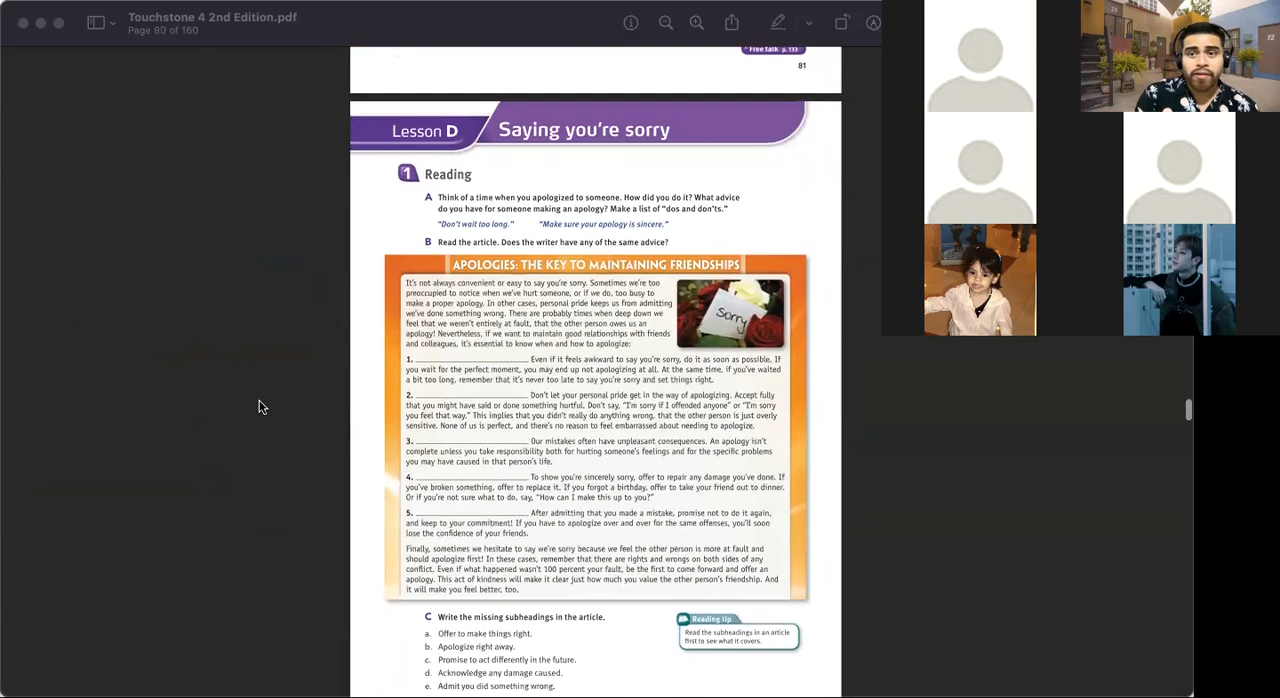 Touchstone 4 2nd Edition.pdf
Page 90 of 160
Free talk p.133
81
Lesson D Saying you're sorry
1 Reading
A Think of a time when you apologized to someone. How did you do it? What advice
do you have for someone making an apology? Make a list of "dos and don'ts."
"Don't wait too long." "Make sure your apology is sincere."
B Read the article. Does the writer have any of the same advice?
APOLOGIES: THE KEY TO MAINTAINING FRIENDSHIPS
It's not always convenient or easy to say you're sorry. Sometimes we're too
preoccupied to notice when we've hurt someone, or if we do, too busy to
make a proper apology. In other cases, personal pride keeps us from admitting
we've done something wrong. There are probably times when deep down we
feel that we weren't entirely at fault, that the other person owes us an
apology! Nevertheless, if we want to maintain good relationships with friends
and colleagues, it's essential to know when and how to apologize:
Sorry
1. ____________________ Even if it feels awkward to say you're sorry, do it as soon as possible. If
you wait for the perfect moment, you may end up not apologizing at all. At the same time, if you've waited
a bit too long, remember that it's never too late to say you're sorry and set things right.
2. ____________________ Don't let your personal pride get in the way of apologizing. Accept fully
that you might have said or done something hurtful. Don't say, "I'm sorry if I offended anyone" or "I'm sorry
you feel that way." This implies that you didn't really do anything wrong, that the other person is just overly
sensitive. None of us is perfect, and there's no reason to feel embarrassed about needing to apologize.
3. ____________________ Our mistakes often have unpleasant consequences. An apology isn't
complete unless you take responsibility both for hurting someone's feelings and for the specific problems
you may have caused in that person's life.
4. ____________________ To show you're sincerely sorry, offer to repair any damage you've done. If
you've broken something, offer to replace it. If you forgot a birthday, offer to take your friend out to dinner.
Or if you're not sure what to do, say, "How can I make this up to you?"
5. ____________________ After admitting that you made a mistake, promise not to do it again,
and keep to your commitment! If you have to apologize over and over for the same offenses, you'll soon
lose the confidence of your friends.
Finally, sometimes we hesitate to say we're sorry because we feel the other person is more at fault and
should apologize first! In these cases, remember that there are rights and wrongs on both sides of any
conflict. Even if what happened wasn't 100 percent your fault, be the first to come forward and offer an
apology. This act of kindness will make it clear just how much you value the other person's friendship. And
it will make you feel better, too.
C Write the missing subheadings in the article.
a. Offer to make things right.
b. Apologize right away.
c. Promise to act differently in the future.
d. Acknowledge any damage caused.
e. Admit you did something wrong.
Reading tip
Read the subheadings in an article
first to see what it covers.